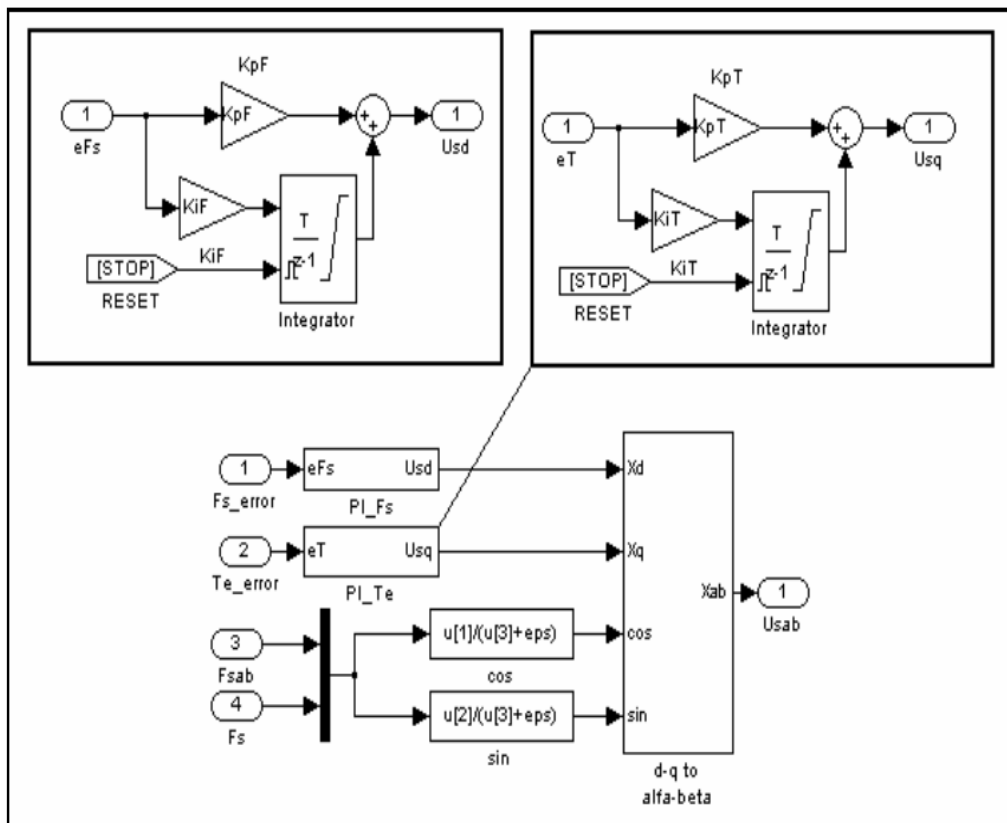 KpF
1
KpF
+
+
1
eFs
Usd
KiF
T
z-1
[STOP]
KiF
RESET
Integrator
KpT
1
KpT
+
+
1
eT
Usq
KiT
T
z-1
[STOP]
KiT
RESET
Integrator
1
eFs Usd
Xd
Fs_error
PI_Fs
2
eT Usq
Xq
Te_error
PI_Te
Xab
1
Usab
3
u[1]/(u[3]+eps)
cos
Fsab
cos
4
u[2]/(u[3]+eps)
sin
Fs
sin
d-q to
alfa-beta